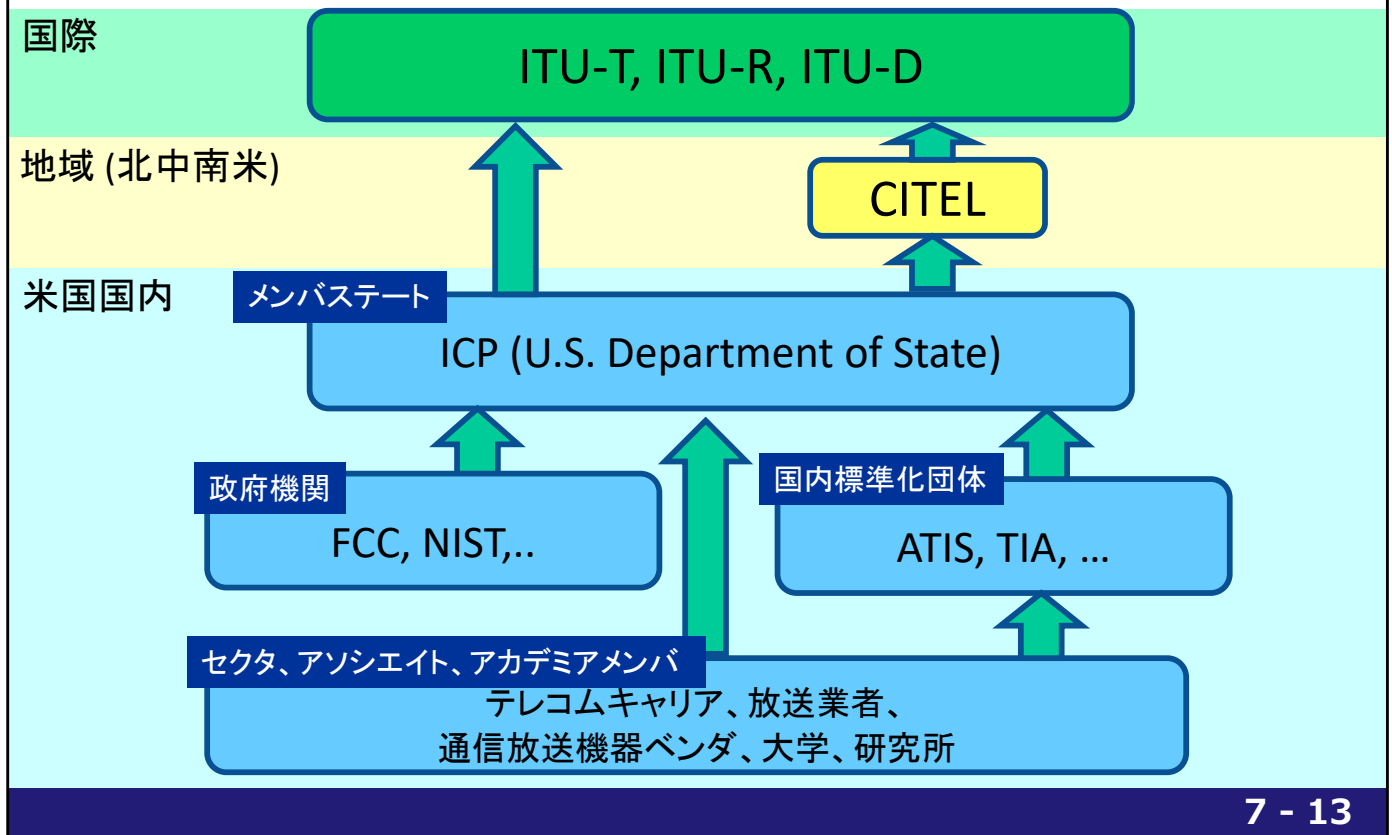 国際
ITU-T, ITU-R, ITU-D
地域 (北中南米)
CITEL
米国国内
メンバステート
ICP (U.S. Department of State)
政府機関
FCC, NIST,..
国内標準化団体
ATIS, TIA, …
セクタ、アソシエイト、アカデミアメンバ
テレコムキャリア、放送業者、
通信放送機器ベンダ、大学、研究所
7 - 13